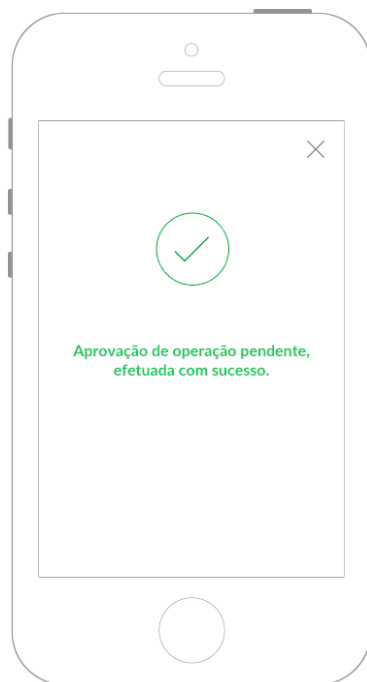 Aprovação de operação pendente,
efetuada com sucesso.